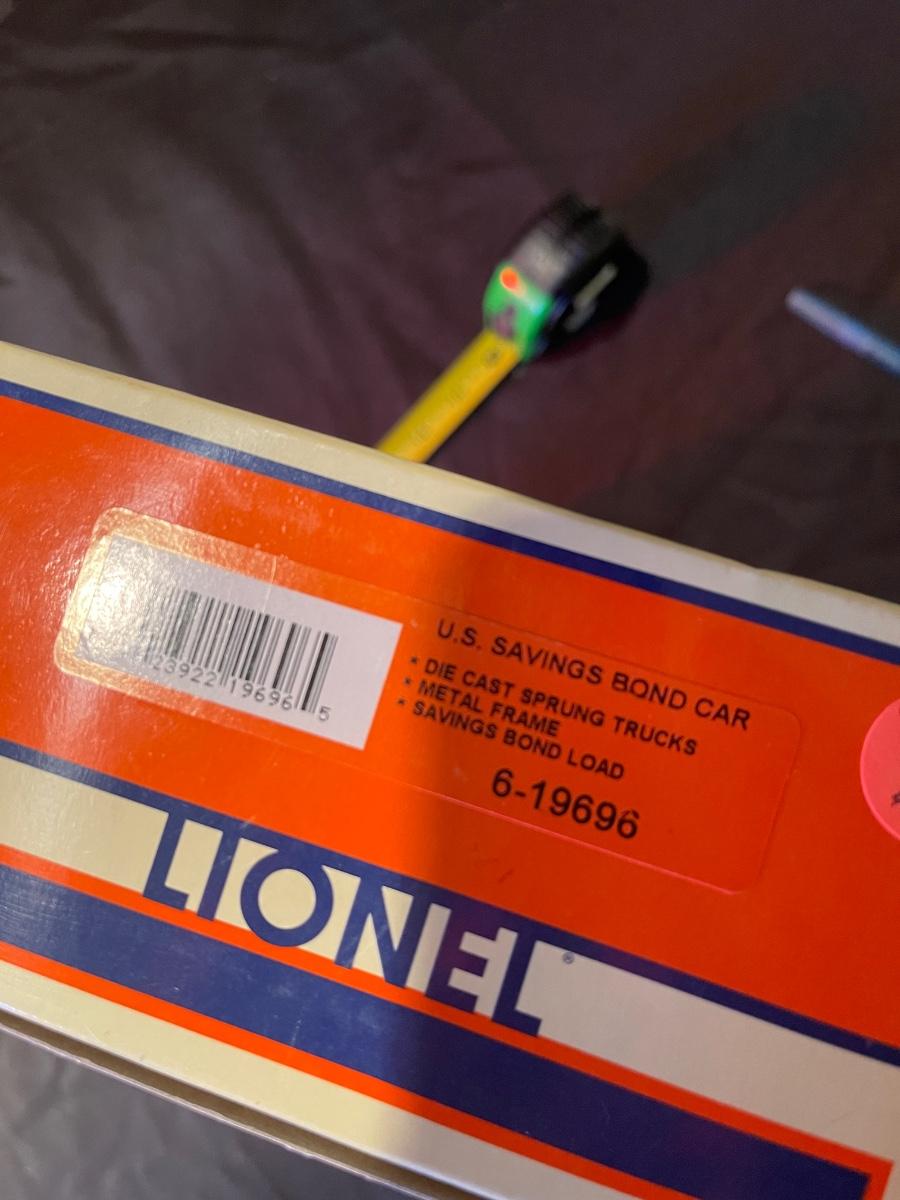 U.S. SAVINGS BOND CAR
* DIE CAST SPRUNG TRUCKS
* METAL FRAME
* SAVINGS BOND LOAD
6-19696
23922 19696 5
LIONEL®